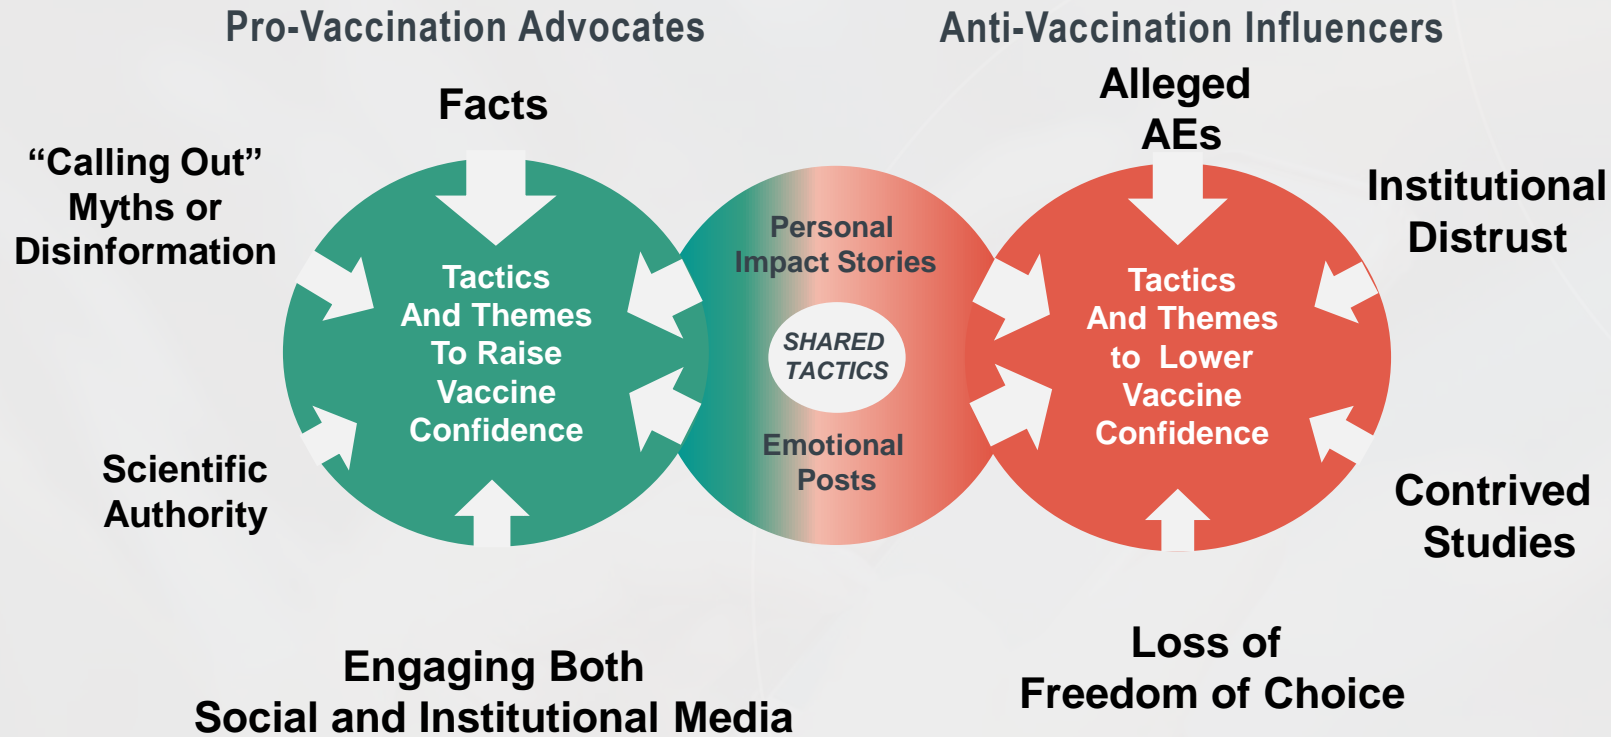 Pro-Vaccination Advocates
Anti-Vaccination Influencers
Facts
“Calling Out”
Myths or
Disinformation
Scientific
Authority
Engaging Both
Social and Institutional Media
Tactics
And Themes
To Raise
Vaccine
Confidence
Personal
Impact Stories
SHARED
TACTICS
Emotional
Posts
Alleged
AEs
Institutional
Distrust
Tactics
And Themes
to Lower
Vaccine
Confidence
Contrived
Studies
Loss of
Freedom of Choice